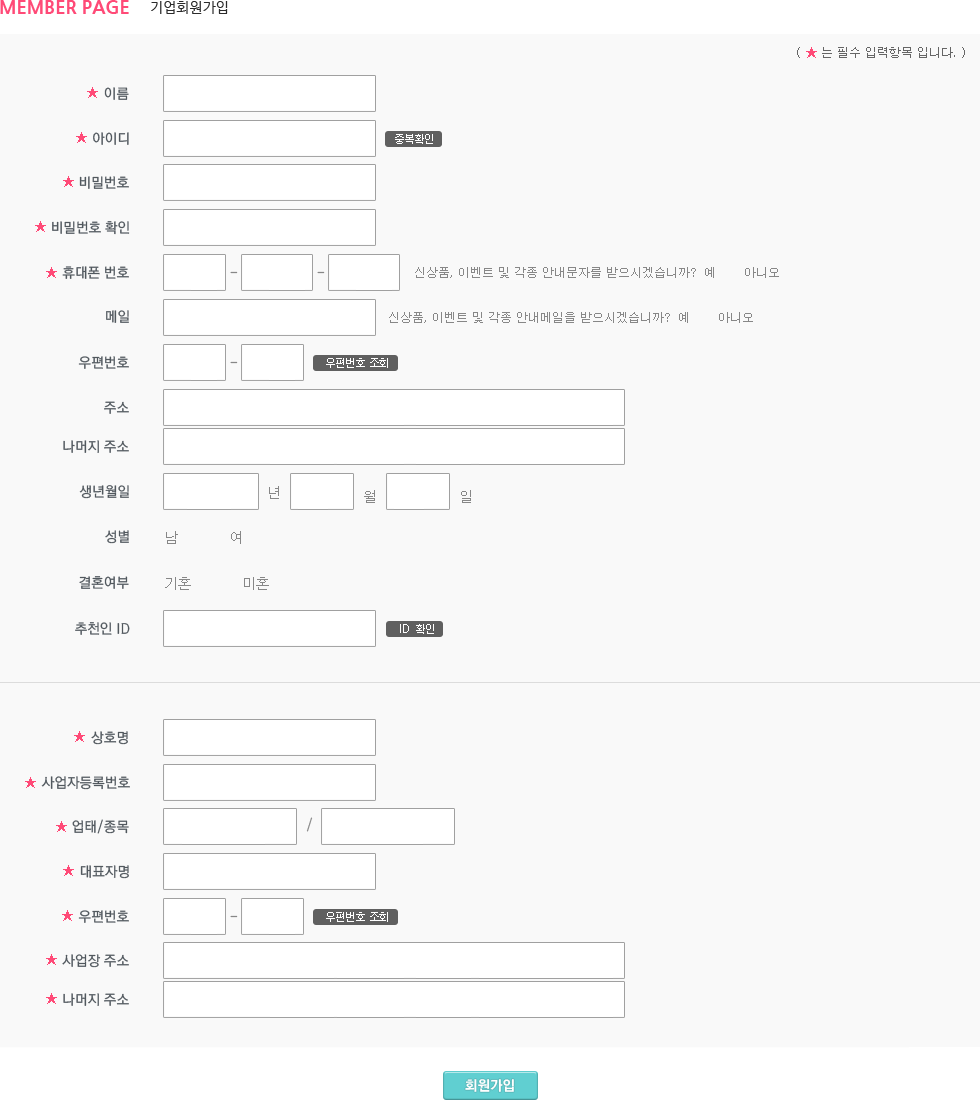 MEMBER PAGE 기업회원가입
( ★ 는 필수 입력항목 입니다. )
★ 이름
★ 아이디 중복확인
★ 비밀번호
★ 비밀번호 확인
★ 휴대폰 번호 - - 신상품, 이벤트 및 각종 안내문자를 받으시겠습니까? 예 아니오
메일 신상품, 이벤트 및 각종 안내메일을 받으시겠습니까? 예 아니오
우편번호 - 우편번호 조회
주소
나머지 주소
생년월일 년 월 일
성별 남 여
결혼여부 기혼 미혼
추천인 ID ID 확인
★ 상호명
★ 사업자등록번호
★ 업태/종목 /
★ 대표자명
★ 우편번호 - 우편번호 조회
★ 사업장 주소
★ 나머지 주소
회원가입